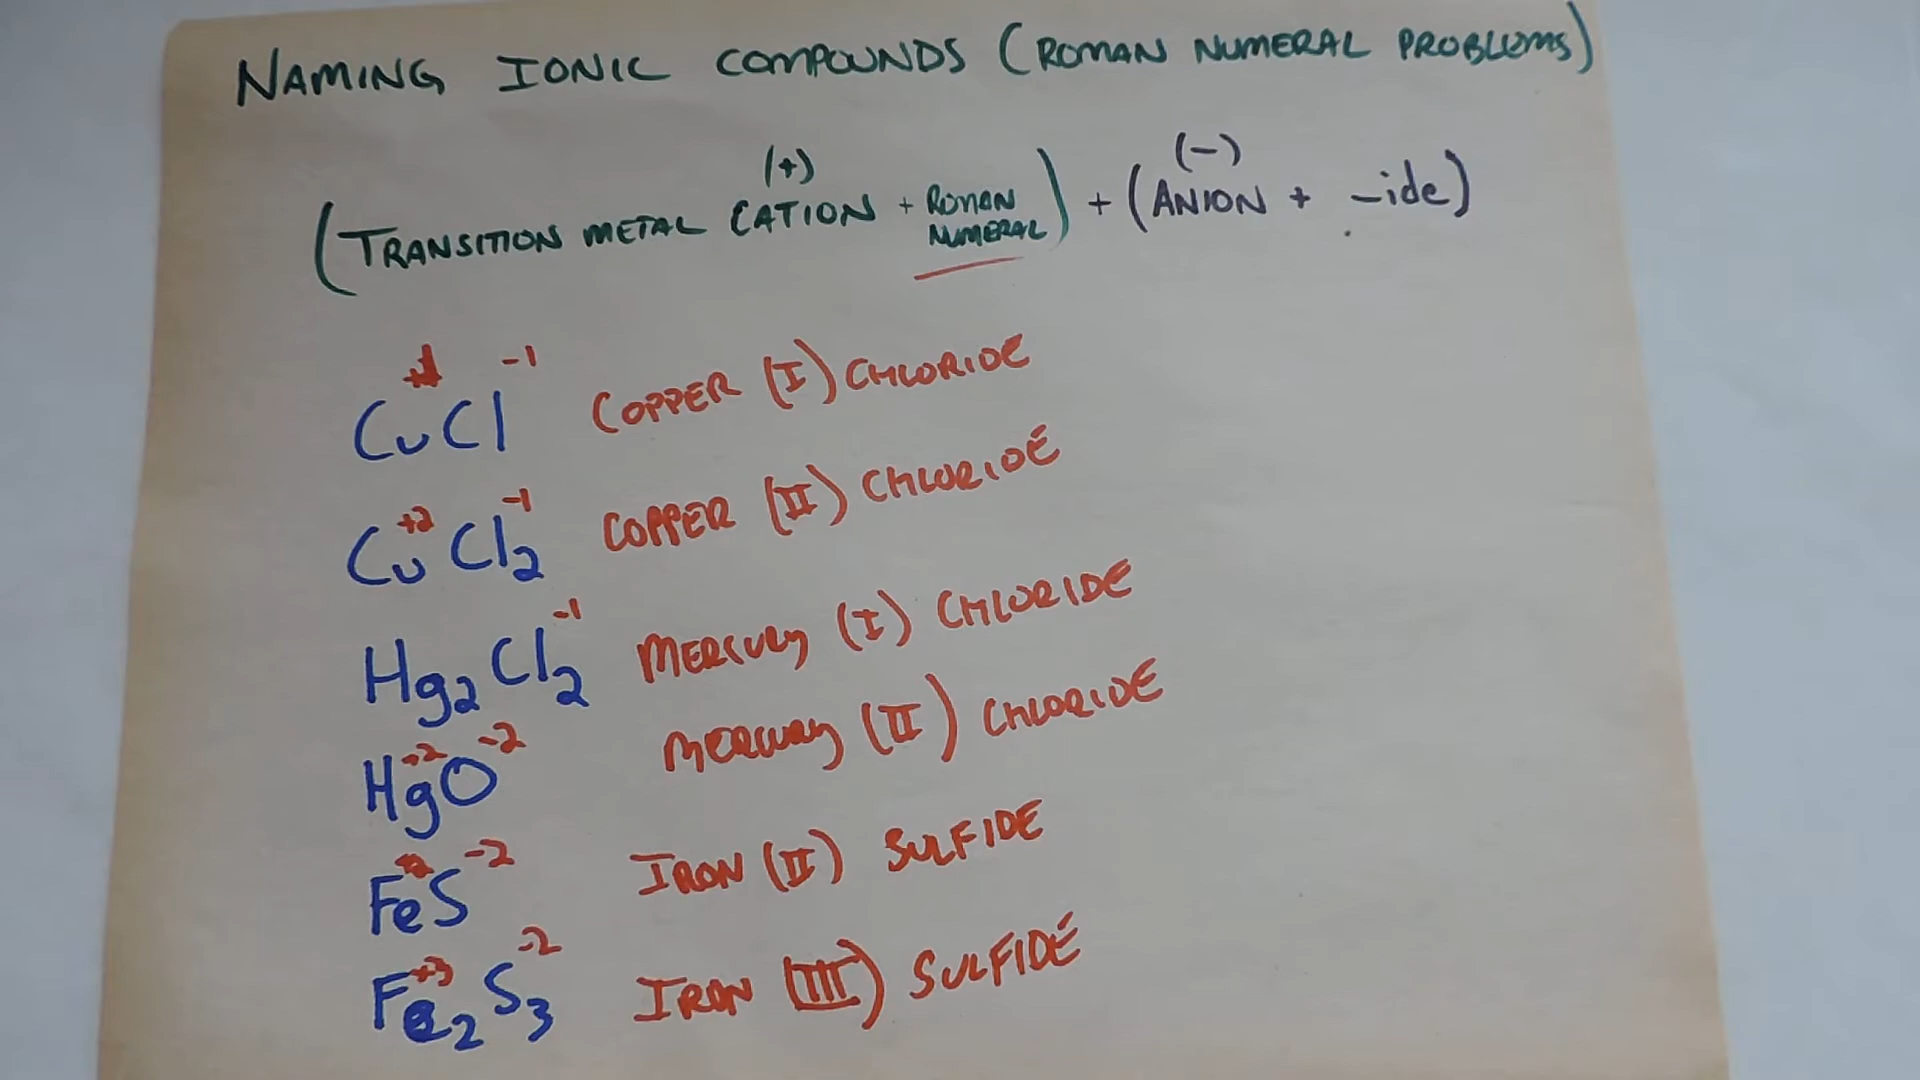 NAMING IONIC COMPOUNDS (ROMAN NUMERAL PROBLEMS)
(+) (-)
(TRANSITION METAL CATION + ROMAN NUMERAL) + (ANION + -ide)
+1 -1
CuCl COPPER (I) CHLORIDE
+2 -1
CuCl2 COPPER (II) CHLORIDE
-1
Hg2Cl2 MERCURY (I) CHLORIDE
+2 -2
HgO MERCURY (II) CHLORIDE
-2
FeS IRON (II) SULFIDE
+3 -2
Fe2S3 IRON (III) SULFIDE